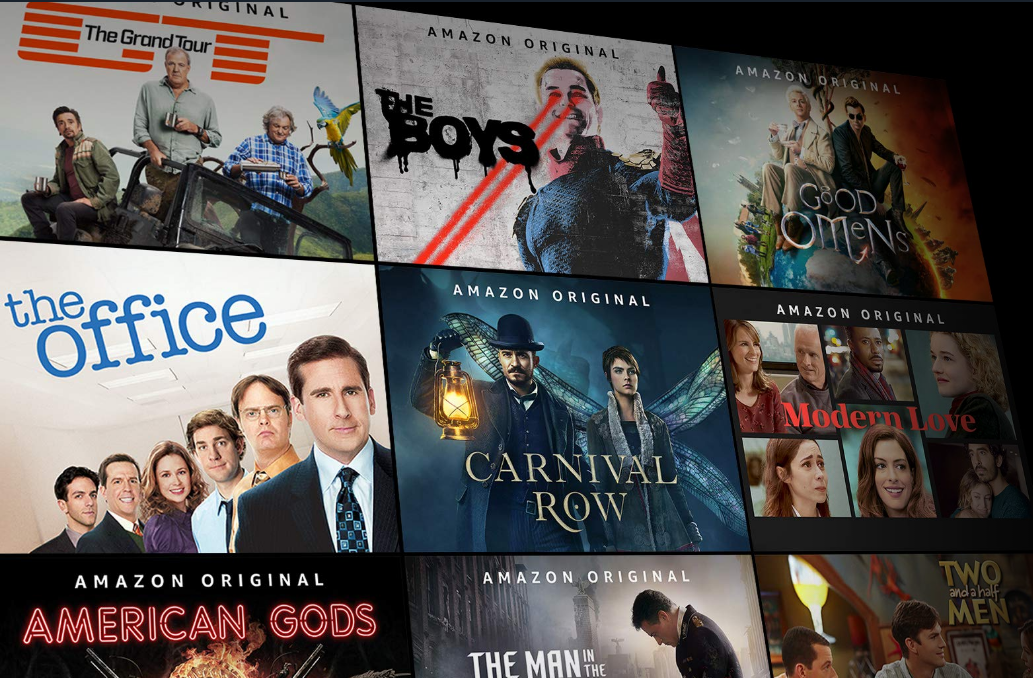 ORIGINAL
The Grand Tour
AMAZON ORIGINAL
THE
BOYS
AMAZON ORIGINAL
GOOD
OMENS
the
office
AMAZON ORIGINAL
CARNIVAL
ROW
AMAZON ORIGINAL
Modern Love
AMAZON ORIGINAL
AMERICAN GODS
AMAZON ORIGINAL
THE MAN IN THE
TWO
and a half
MEN